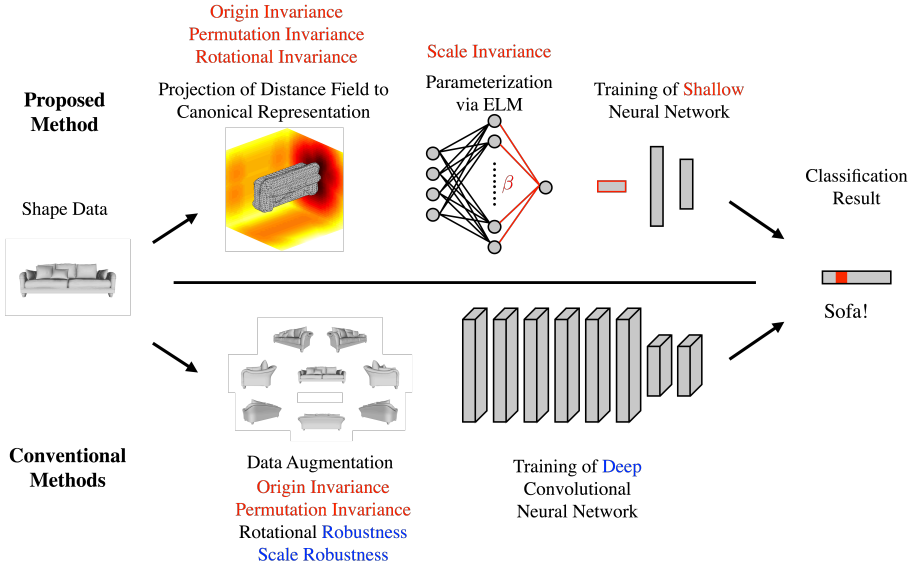 Origin Invariance
Permutation Invariance
Rotational Invariance
Scale Invariance
Proposed
Method
Projection of Distance Field to
Canonical Representation
Parameterization
via ELM
Training of Shallow
Neural Network
β
Shape Data
Classification
Result
Sofa!
Conventional
Methods
Data Augmentation
Origin Invariance
Permutation Invariance
Rotational Robustness
Scale Robustness
Training of Deep
Convolutional
Neural Network